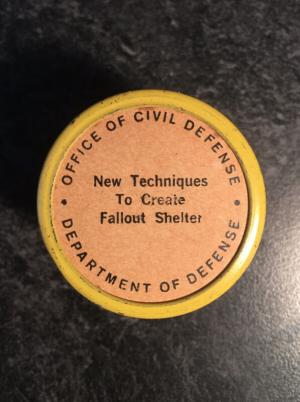 OFFICE OF CIVIL DEFENSE
New Techniques
To Create
Fallout Shelter
DEPARTMENT OF DEFENSE